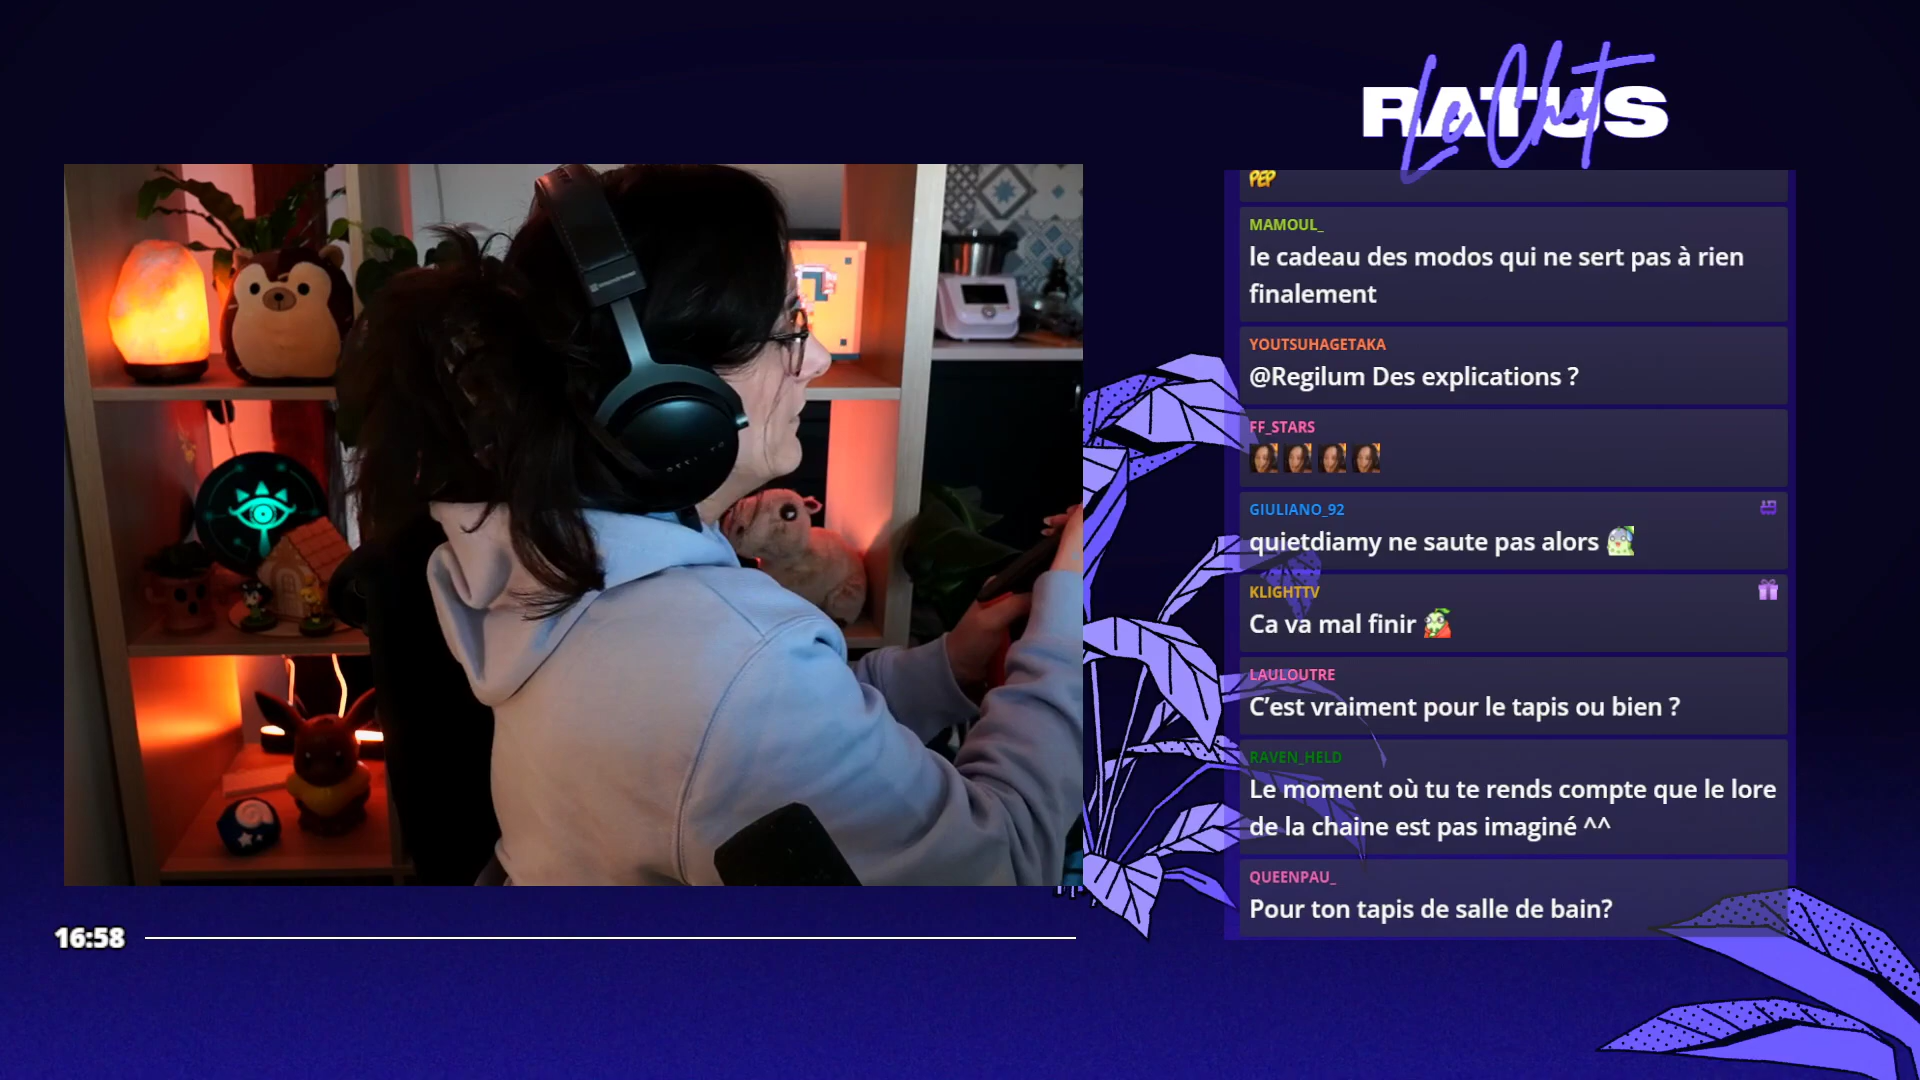 RATUS
Le Chat
PEP
MAMOUL_
le cadeau des modos qui ne sert pas à rien
finalement
YOUTSUHAGETAKA
@Regilum Des explications ?
FF_STARS
GIULIANO_92
quietdiamy ne saute pas alors
KLIGHTTV
Ca va mal finir
LAULOUTRE
C’est vraiment pour le tapis ou bien ?
RAVEN_HELD
Le moment où tu te rends compte que le lore
de la chaine est pas imaginé ^^
QUEENPAU_
Pour ton tapis de salle de bain?
16:58